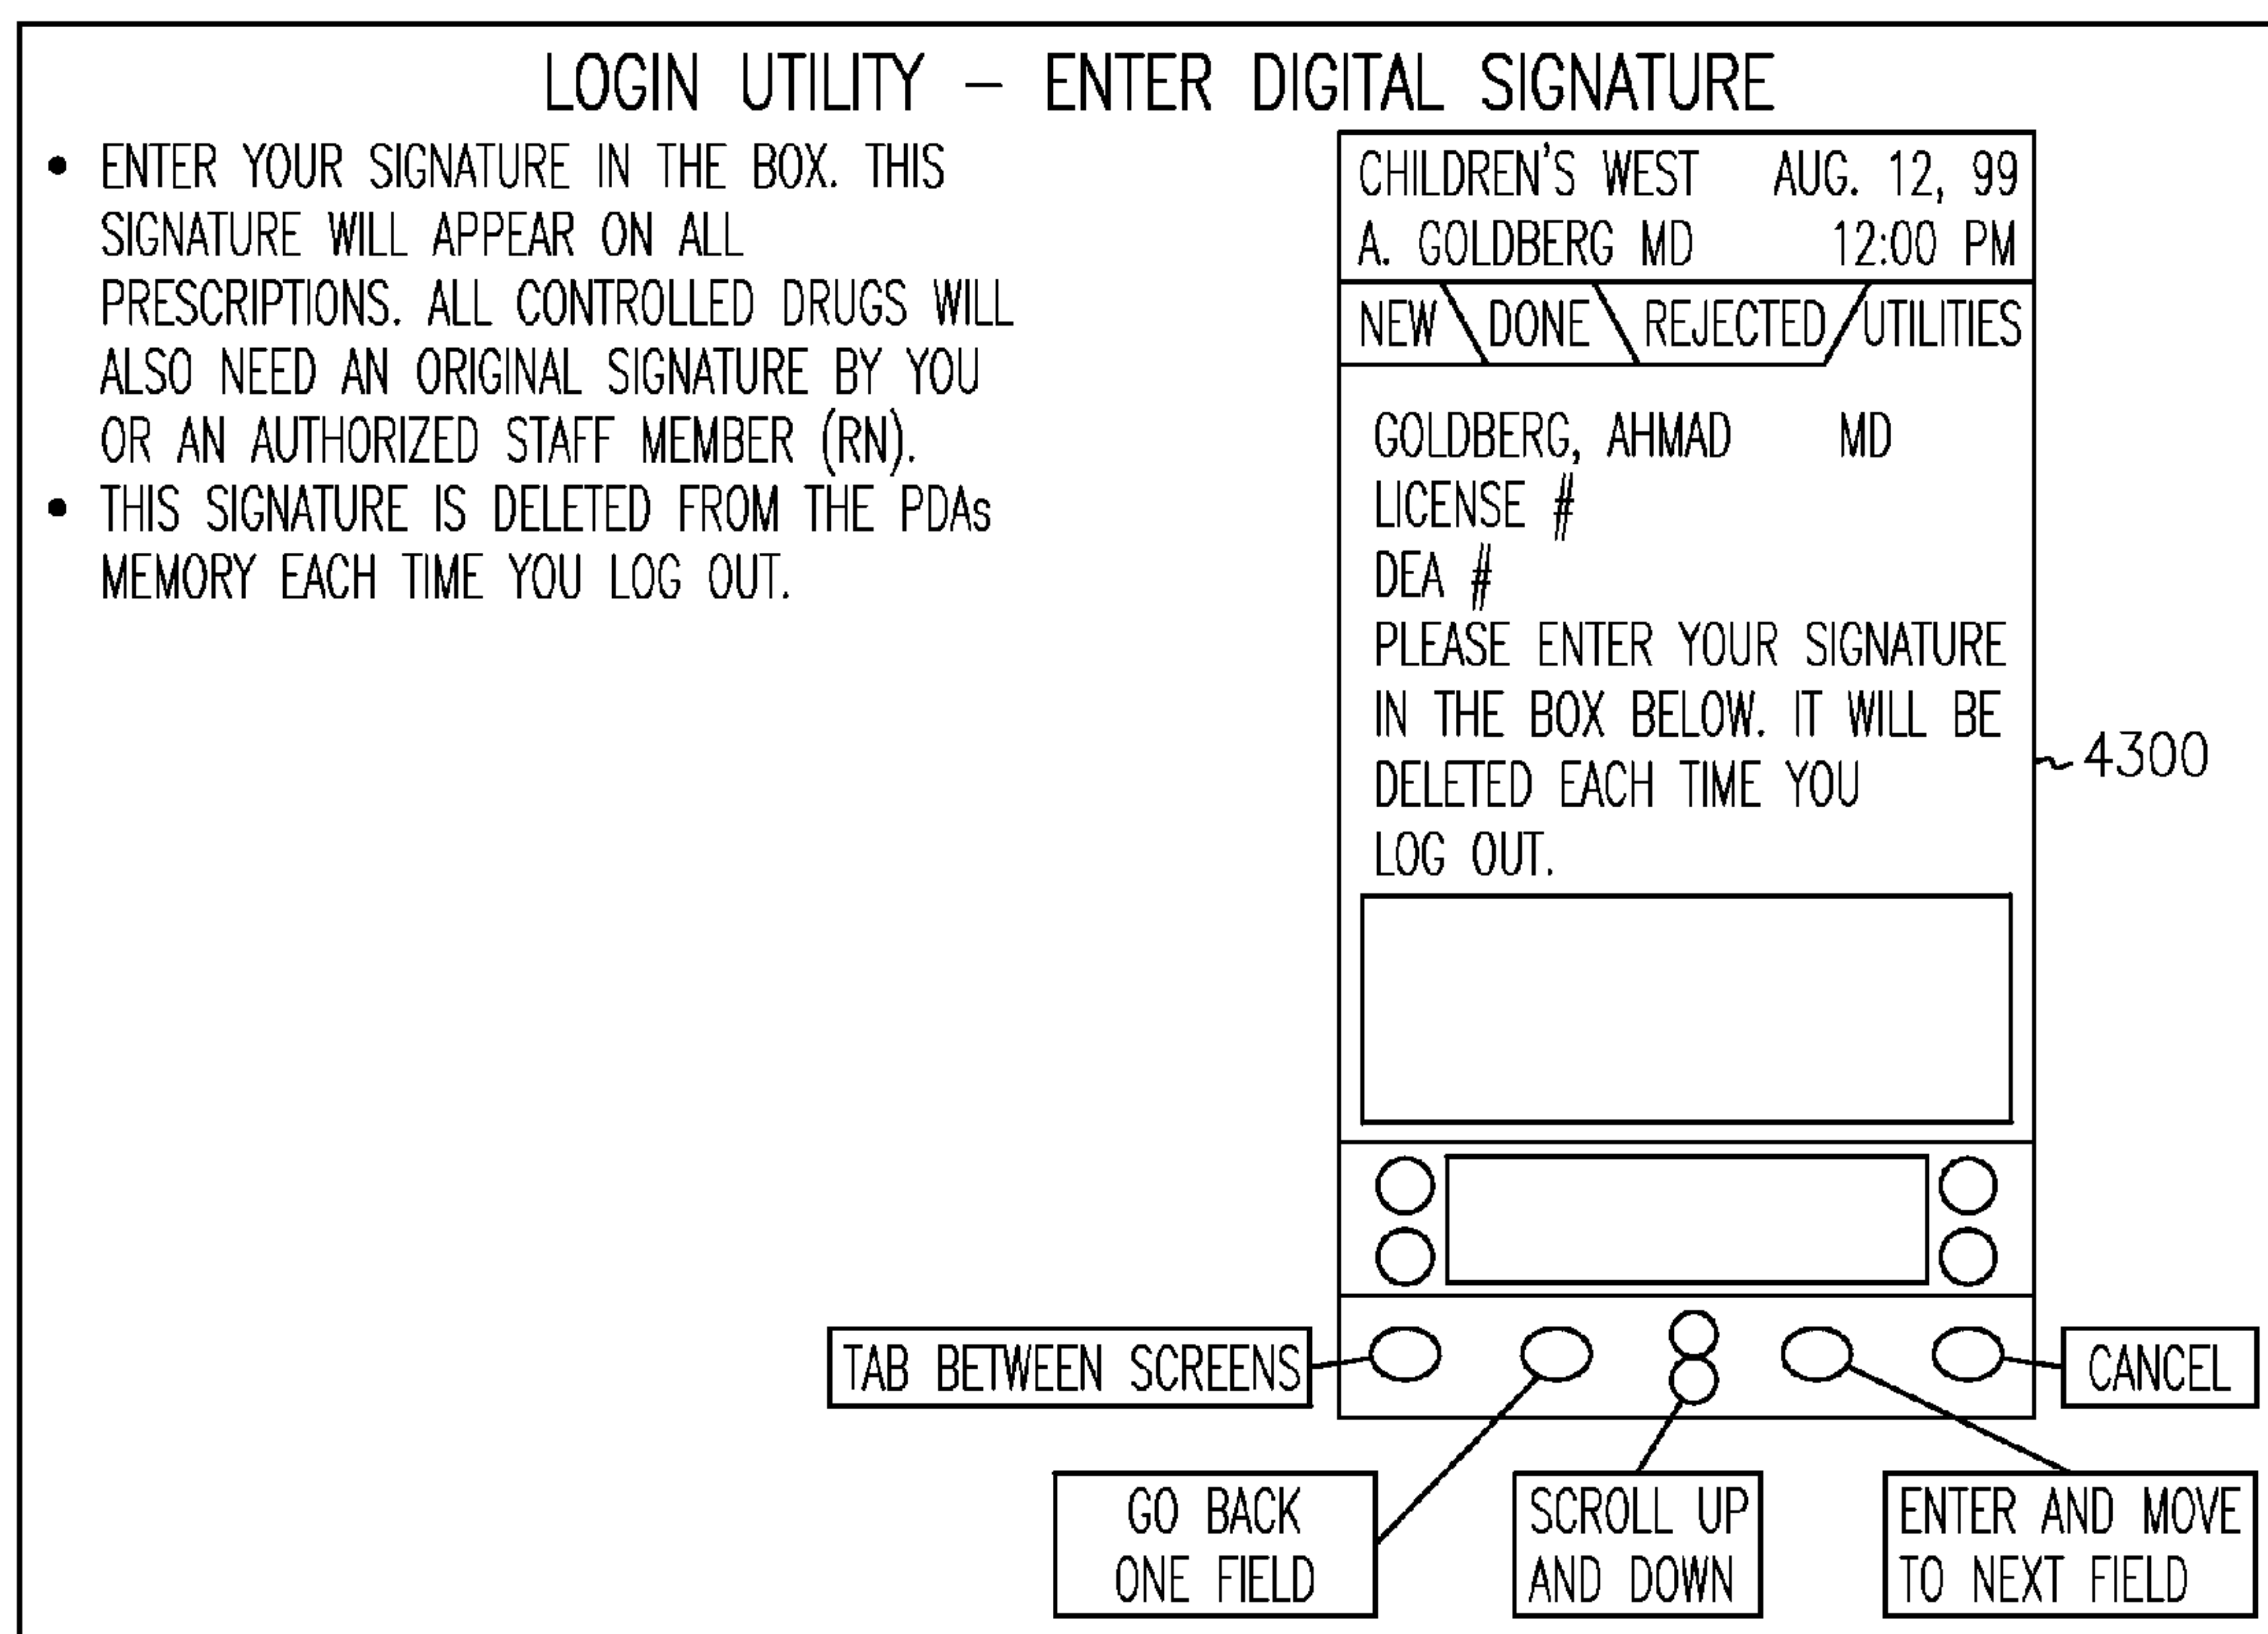 LOGIN UTILITY – ENTER DIGITAL SIGNATURE
• ENTER YOUR SIGNATURE IN THE BOX. THIS
SIGNATURE WILL APPEAR ON ALL
PRESCRIPTIONS. ALL CONTROLLED DRUGS WILL
ALSO NEED AN ORIGINAL SIGNATURE BY YOU
OR AN AUTHORIZED STAFF MEMBER (RN).
• THIS SIGNATURE IS DELETED FROM THE PDAs
MEMORY EACH TIME YOU LOG OUT.
CHILDREN'S WEST AUG. 12, 99
A. GOLDBERG MD 12:00 PM
NEW DONE REJECTED UTILITIES
GOLDBERG, AHMAD MD
LICENSE #
DEA #
PLEASE ENTER YOUR SIGNATURE
IN THE BOX BELOW. IT WILL BE
DELETED EACH TIME YOU
LOG OUT.
4300
TAB BETWEEN SCREENS
CANCEL
GO BACK
ONE FIELD
SCROLL UP
AND DOWN
ENTER AND MOVE
TO NEXT FIELD